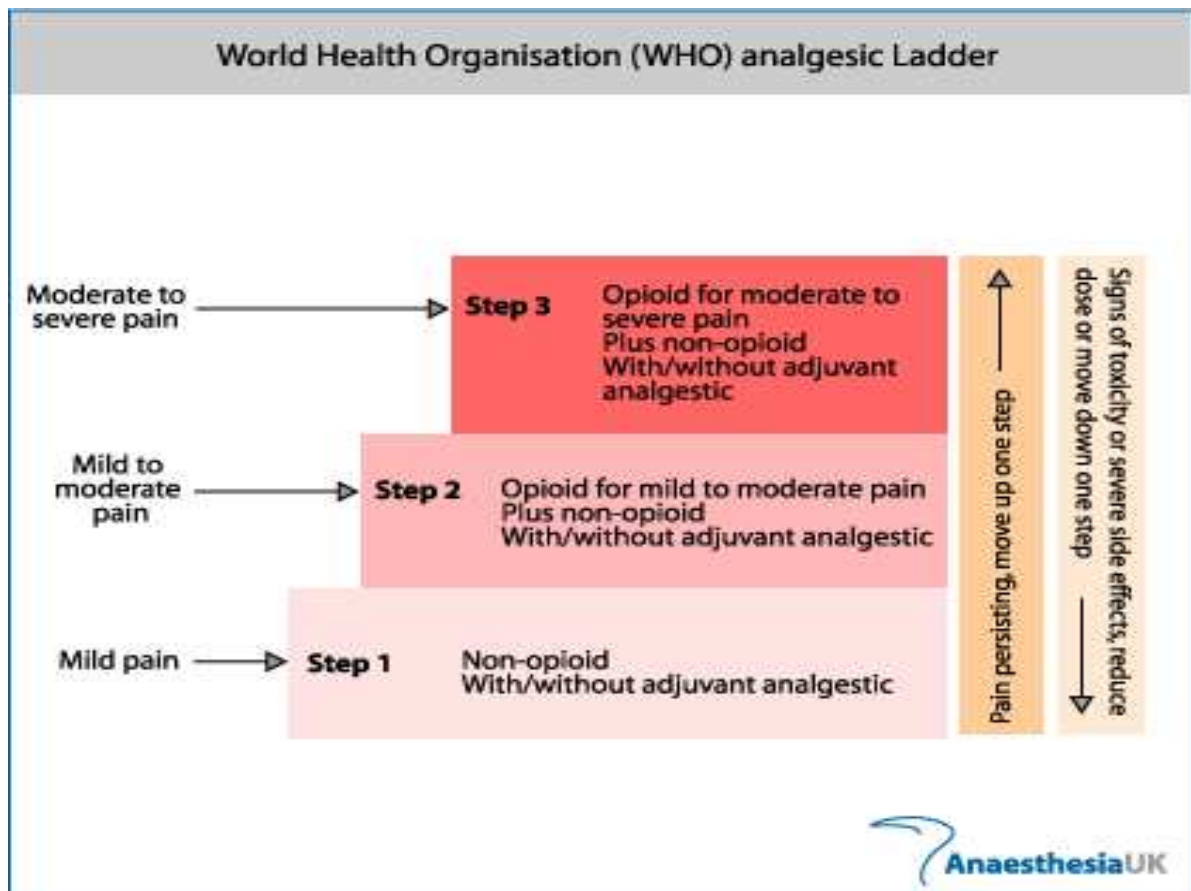 World Health Organisation (WHO) analgesic Ladder
Moderate to
severe pain
Step 3
Opioid for moderate to
severe pain
Plus non-opioid
With/without adjuvant
analgestic
Mild to
moderate
pain
Step 2
Opioid for mild to moderate pain
Plus non-opioid
With/without adjuvant analgestic
Mild pain
Step 1
Non-opioid
With/without adjuvant analgestic
Pain persisting, move up one step
Signs of toxicity or severe side effects, reduce
dose or move down one step
AnaesthesiaUK